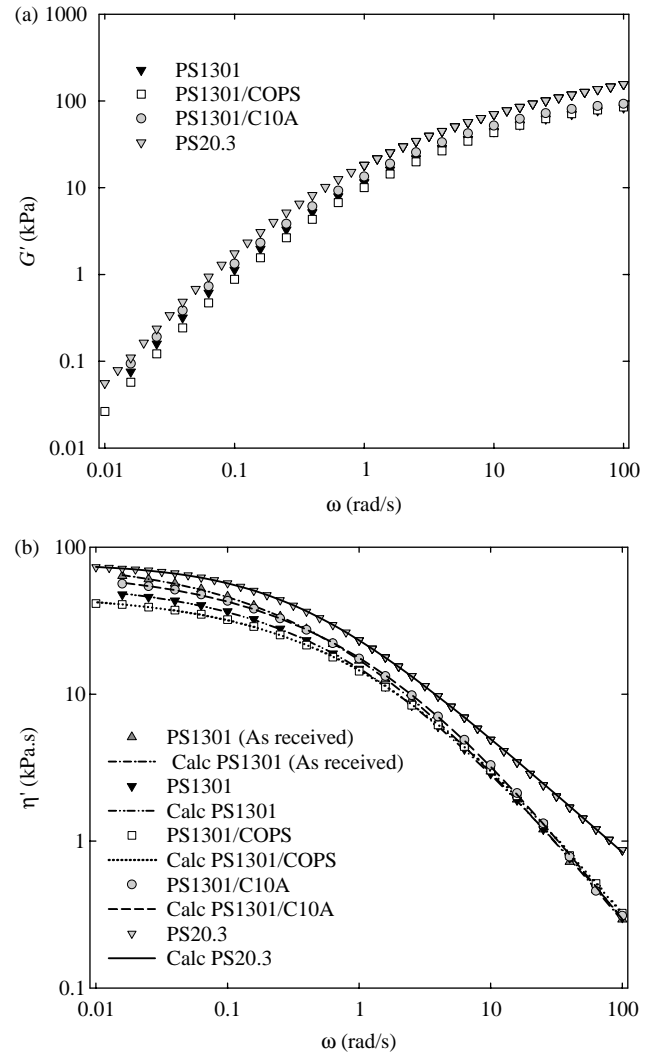 (a)
1000
100
10
1
0.1
0.01
G′ (kPa)
PS1301
PS1301/COPS
PS1301/C10A
PS20.3
0.01 0.1 1 10 100
ω (rad/s)
(b)
100
10
1
0.1
η′ (kPa.s)
PS1301 (As received)
Calc PS1301 (As received)
PS1301
Calc PS1301
PS1301/COPS
Calc PS1301/COPS
PS1301/C10A
Calc PS1301/C10A
PS20.3
Calc PS20.3
0.01 0.1 1 10 100
ω (rad/s)